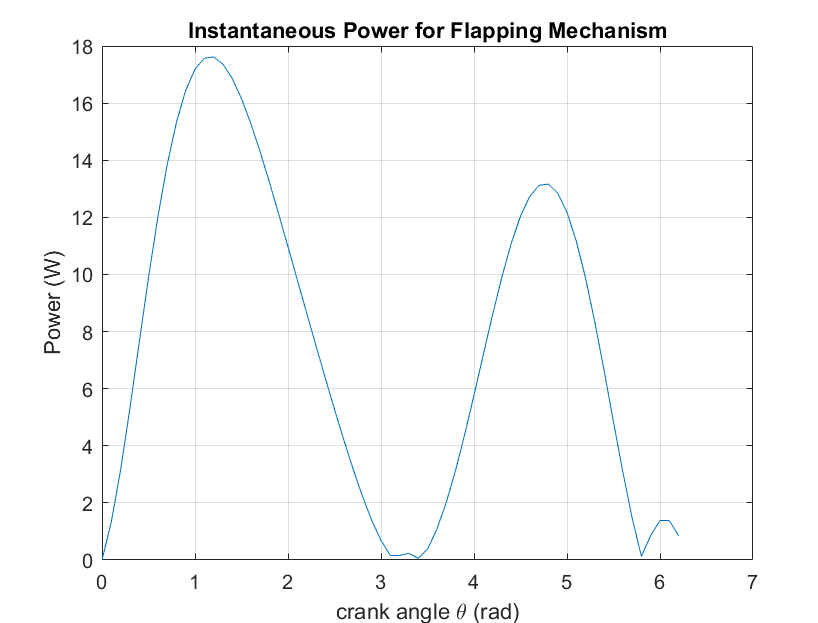 Instantaneous Power for Flapping Mechanism
Power (W)
18
16
14
12
10
8
6
4
2
0
0 1 2 3 4 5 6 7
crank angle θ (rad)